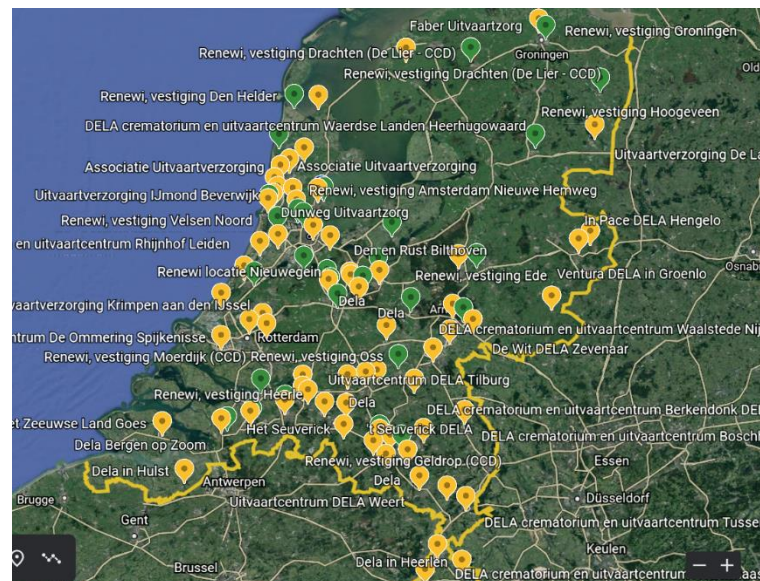 Faber Uitvaartzorg
Renewi, vestiging Groningen
Renewi, vestiging Drachten (De Lier - CCD)
Groningen
Old
Renewi, vestiging Drachten (De Lier - CCD)
Renewi, vestiging Den Helder
Renewi, vestiging Hoogeveen
DELA crematorium en uitvaartcentrum Waerdse Landen Heerhugowaard
Uitvaartverzorging De La
Associatie Uitvaartverzorging
Associatie Uitvaartverzorging
Uitvaartverzorging IJmond Beverwijk
Renewi, vestiging Amsterdam Nieuwe Hemweg
Renewi, vestiging Velsen Noord
Dunweg Uitvaartzorg
In Pace DELA Hengelo
en uitvaartcentrum Rhijnhof Leiden
Den en Rust Bilthoven
Osnab
Renewi locatie Nieuwegein
Renewi, vestiging Ede
Ventura DELA in Groenlo
vaartverzorging Krimpen aan den IJssel
Dela
Dela
DELA crematorium en uitvaartcentrum Waalstede Nij
ntrum De Ommering Spijkenisse
Rotterdam
De Wit DELA Zevenaar
Renewi, vestiging Moerdijk (CCD)
Renewi, vestiging Oss
Uitvaartcentrum DELA Tilburg
Renewi, vestiging Heerle
Dela
DELA crematorium en uitvaartcentrum Berkendonk DE
et Zeeuwse Land Goes
Het Seuverick
't Seuverick DELA
DELA crematorium en uitvaartcentrum Boschl
Dela Bergen op Zoom
Renewi, vestiging Geldrop (CCD)
Essen
Dela in Hulst
Antwerpen
Dela
Brugge
Uitvaartcentrum DELA Weert
Düsseldorf
Gent
DELA crematorium en uitvaartcentrum Tusse
Keulen
Brussel
Dela in Heerlen
DELA crematorium en uitvaartcentrum
aas